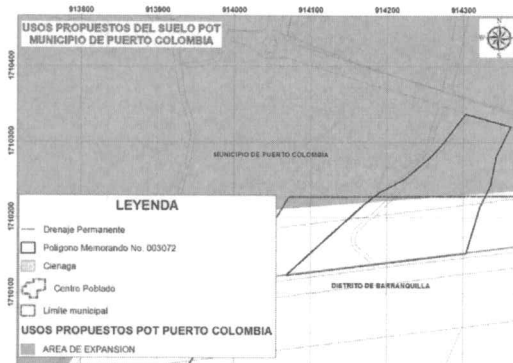 913800 913900 914000 914100 914200 914300
USOS PROPUESTOS DEL SUELO POT
MUNICIPIO DE PUERTO COLOMBIA
1710400
1710300
1710200
1710100
MUNICIPIO DE PUERTO COLOMBIA
LEYENDA
Drenaje Permanente
Poligono Memorando No. 003072
Cienaga
Centro Poblado
Limite municipal
USOS PROPUESTOS POT PUERTO COLOMBIA
AREA DE EXPANSION
DISTRITO DE BARRANQUILLA